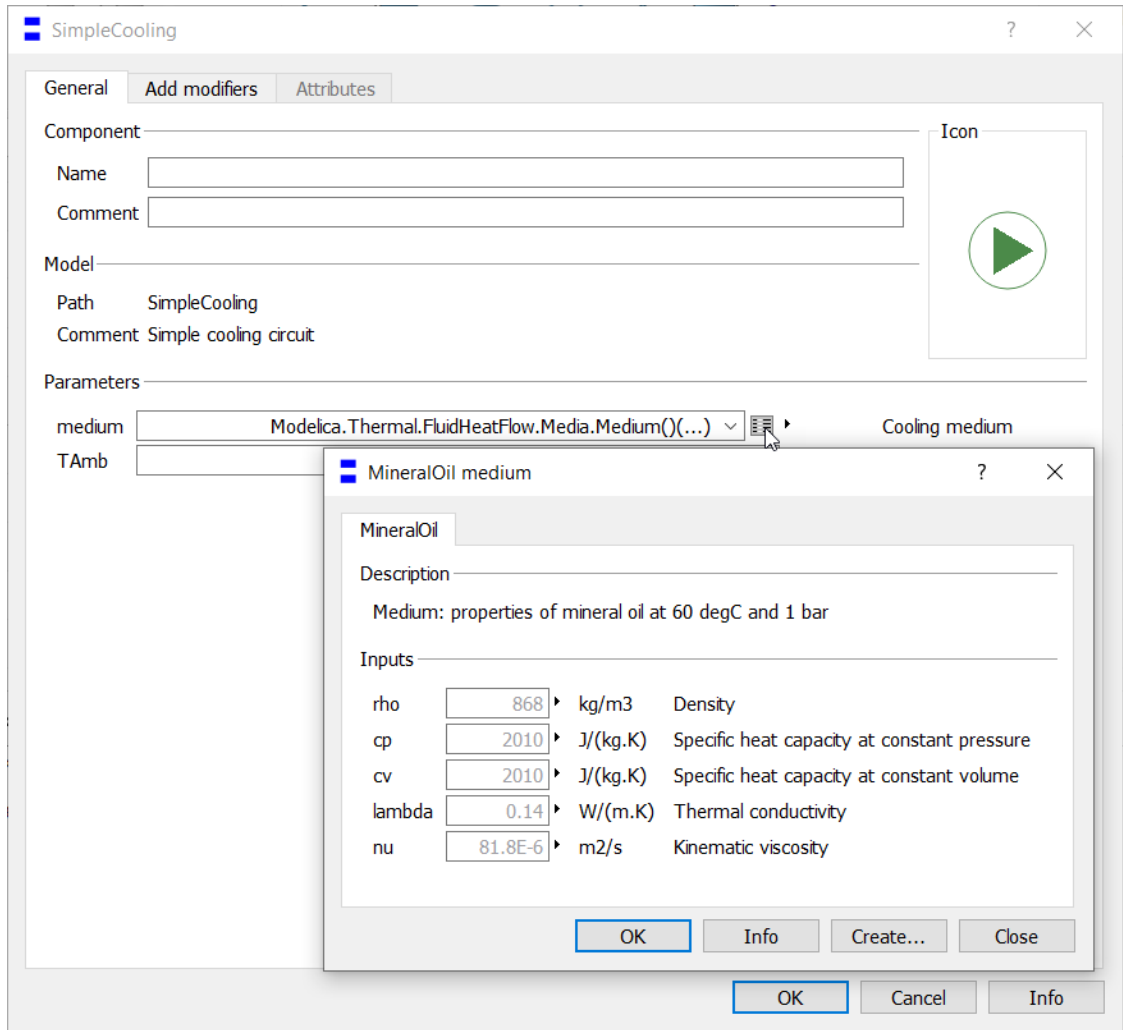 SimpleCooling ?
General Add modifiers Attributes
Component Icon
Name
Comment
Model
Path SimpleCooling
Comment Simple cooling circuit
Parameters
medium Modelica.Thermal.FluidHeatFlow.Media.Medium()(...) Cooling medium
TAmb
MineralOil medium ?
MineralOil
Description
Medium: properties of mineral oil at 60 degC and 1 bar
Inputs
rho 868 kg/m3 Density
cp 2010 J/(kg.K) Specific heat capacity at constant pressure
cv 2010 J/(kg.K) Specific heat capacity at constant volume
lambda 0.14 W/(m.K) Thermal conductivity
nu 81.8E-6 m2/s Kinematic viscosity
OK Info Create... Close
OK Cancel Info